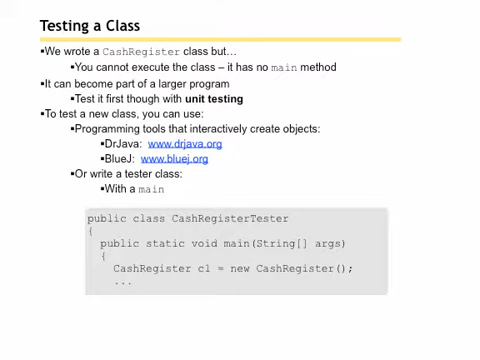 Testing a Class
▪We wrote a CashRegister class but…
▪You cannot execute the class – it has no main method
▪It can become part of a larger program
▪Test it first though with unit testing
▪To test a new class, you can use:
▪Programming tools that interactively create objects:
▪DrJava: www.drjava.org
▪BlueJ: www.bluej.org
▪Or write a tester class:
▪With a main
public class CashRegisterTester
{
public static void main(String[] args)
{
CashRegister c1 = new CashRegister();
...